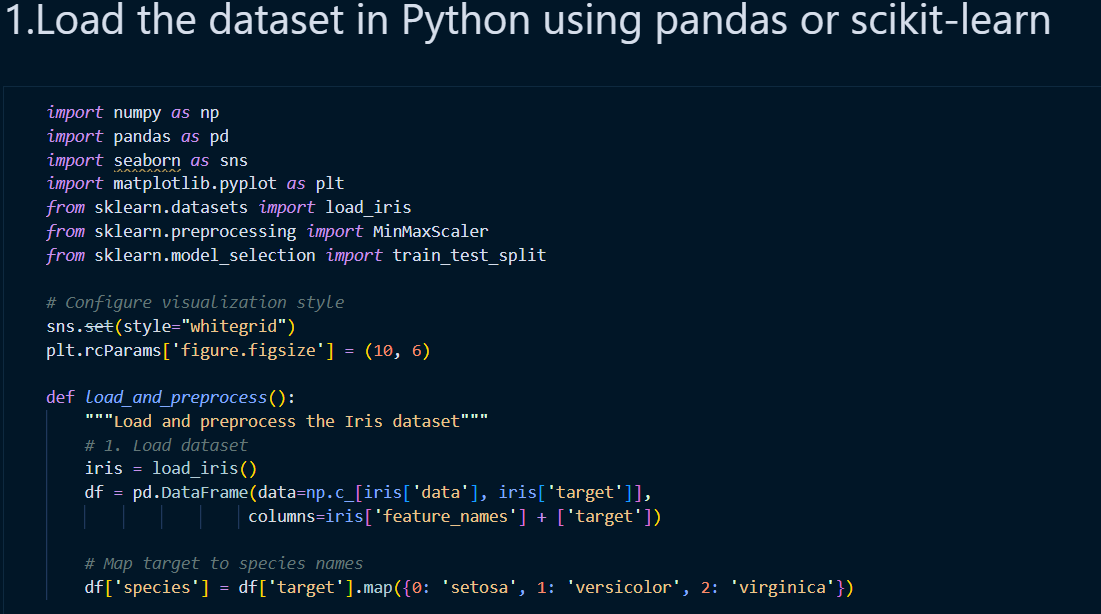 1.Load the dataset in Python using pandas or scikit-learn
import numpy as np
import pandas as pd
import seaborn as sns
import matplotlib.pyplot as plt
from sklearn.datasets import load_iris
from sklearn.preprocessing import MinMaxScaler
from sklearn.model_selection import train_test_split
# Configure visualization style
sns.set(style="whitegrid")
plt.rcParams['figure.figsize'] = (10, 6)
def load_and_preprocess():
"""Load and preprocess the Iris dataset"""
# 1. Load dataset
iris = load_iris()
df = pd.DataFrame(data=np.c_[iris['data'], iris['target']],
columns=iris['feature_names'] + ['target'])
# Map target to species names
df['species'] = df['target'].map({0: 'setosa', 1: 'versicolor', 2: 'virginica'})